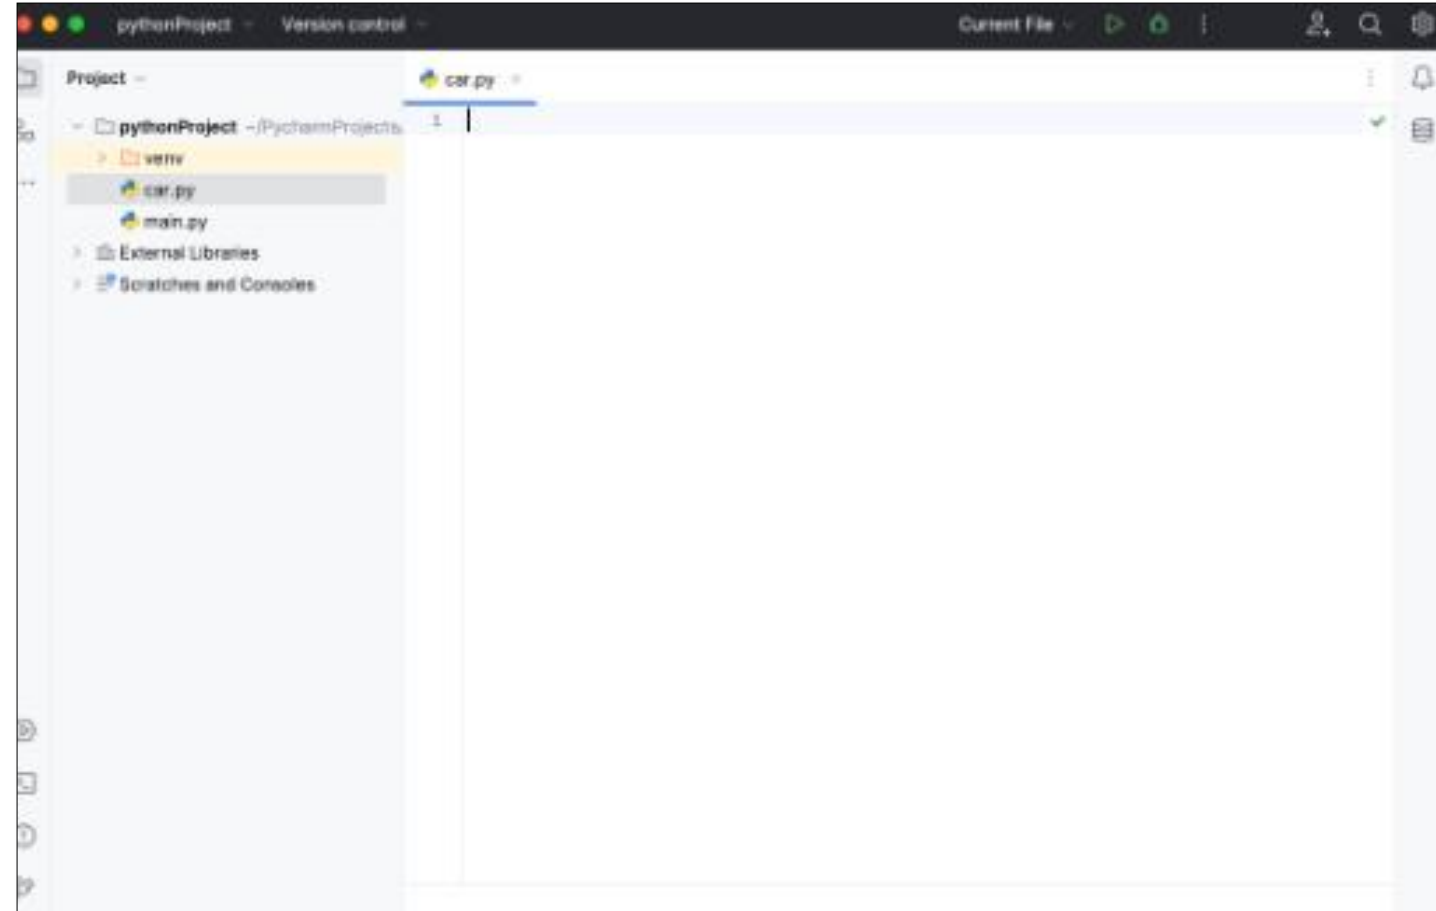 pythonProject Version control Current File
Project
car.py
pythonProject ~/PycharmProjects/
1
venv
car.py
main.py
External Libraries
Scratches and Consoles